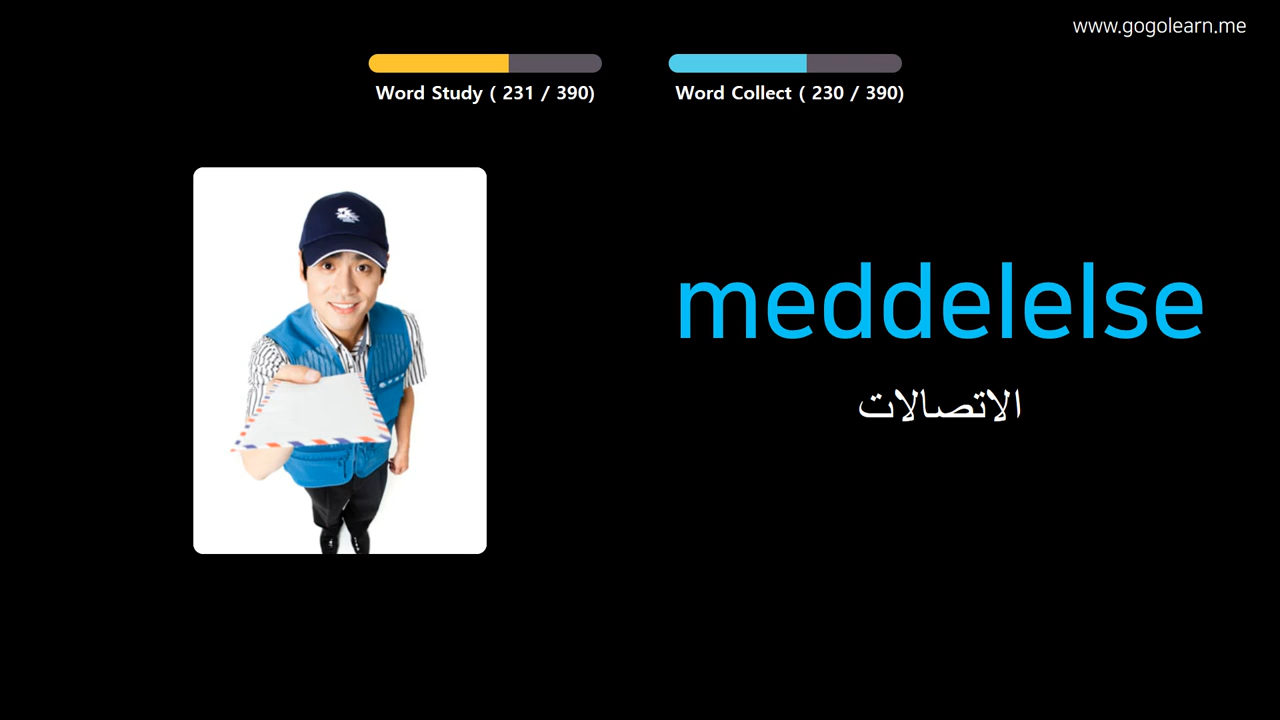 www.gogolearn.me
Word Study ( 231 / 390)
Word Collect ( 230 / 390)
meddelelse
الاتصالات